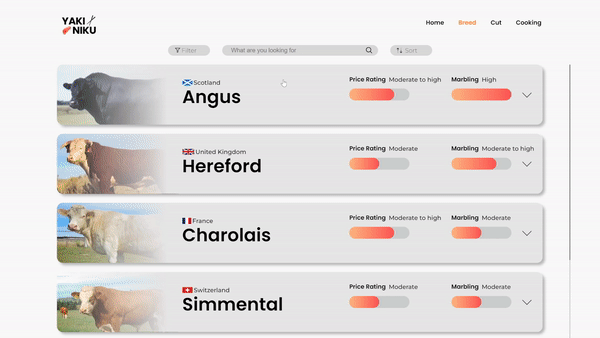 YAKI
NIKU
Home Breed Cut Cooking
Filter What are you looking for Sort
Scotland
Angus
Price Rating Moderate to high
Marbling High
United Kingdom
Hereford
Price Rating Moderate
Marbling Moderate to high
France
Charolais
Price Rating Moderate to high
Marbling Moderate
Switzerland
Simmental
Price Rating Moderate
Marbling Moderate